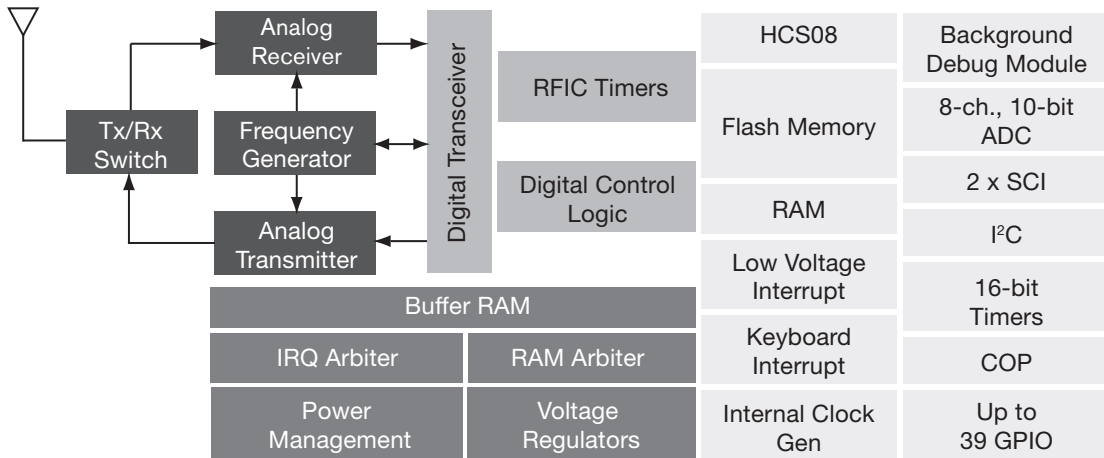 Analog
Receiver
Tx/Rx
Switch
Frequency
Generator
Analog
Transmitter
Digital Transceiver
RFIC Timers
Digital Control
Logic
Buffer RAM
IRQ Arbiter
RAM Arbiter
Power
Management
Voltage
Regulators
HCS08
Flash Memory
RAM
Low Voltage
Interrupt
Keyboard
Interrupt
Internal Clock
Gen
Background
Debug Module
8-ch., 10-bit
ADC
2 x SCI
I²C
16-bit
Timers
COP
Up to
39 GPIO